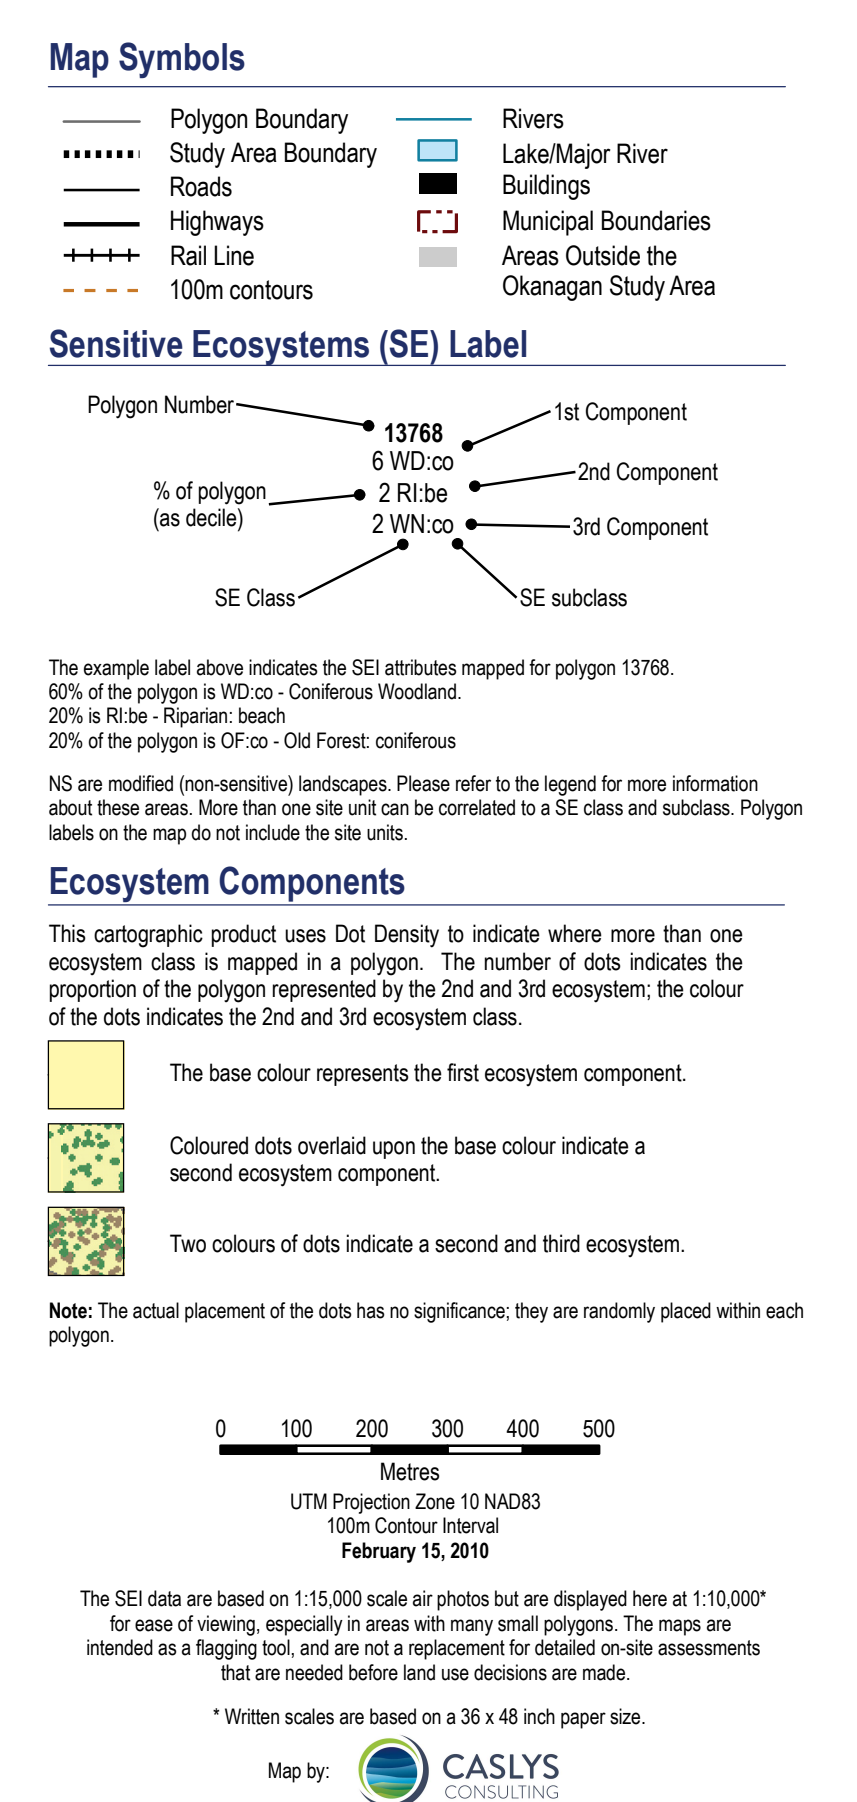 Map Symbols
Polygon Boundary
Study Area Boundary
Roads
Highways
Rail Line
100m contours
Rivers
Lake/Major River
Buildings
Municipal Boundaries
Areas Outside the
Okanagan Study Area
Sensitive Ecosystems (SE) Label
Polygon Number
13768
1st Component
6 WD:co
2nd Component
% of polygon
(as decile)
2 RI:be
2 WN:co
3rd Component
SE Class
SE subclass
The example label above indicates the SEI attributes mapped for polygon 13768.
60% of the polygon is WD:co - Coniferous Woodland.
20% is RI:be - Riparian: beach
20% of the polygon is OF:co - Old Forest: coniferous
NS are modified (non-sensitive) landscapes. Please refer to the legend for more information
about these areas. More than one site unit can be correlated to a SE class and subclass. Polygon
labels on the map do not include the site units.
Ecosystem Components
This cartographic product uses Dot Density to indicate where more than one
ecosystem class is mapped in a polygon. The number of dots indicates the
proportion of the polygon represented by the 2nd and 3rd ecosystem; the colour
of the dots indicates the 2nd and 3rd ecosystem class.
The base colour represents the first ecosystem component.
Coloured dots overlaid upon the base colour indicate a
second ecosystem component.
Two colours of dots indicate a second and third ecosystem.
Note: The actual placement of the dots has no significance; they are randomly placed within each
polygon.
0 100 200 300 400 500
Metres
UTM Projection Zone 10 NAD83
100m Contour Interval
February 15, 2010
The SEI data are based on 1:15,000 scale air photos but are displayed here at 1:10,000*
for ease of viewing, especially in areas with many small polygons. The maps are
intended as a flagging tool, and are not a replacement for detailed on-site assessments
that are needed before land use decisions are made.
* Written scales are based on a 36 x 48 inch paper size.
Map by:
CASLYS
CONSULTING